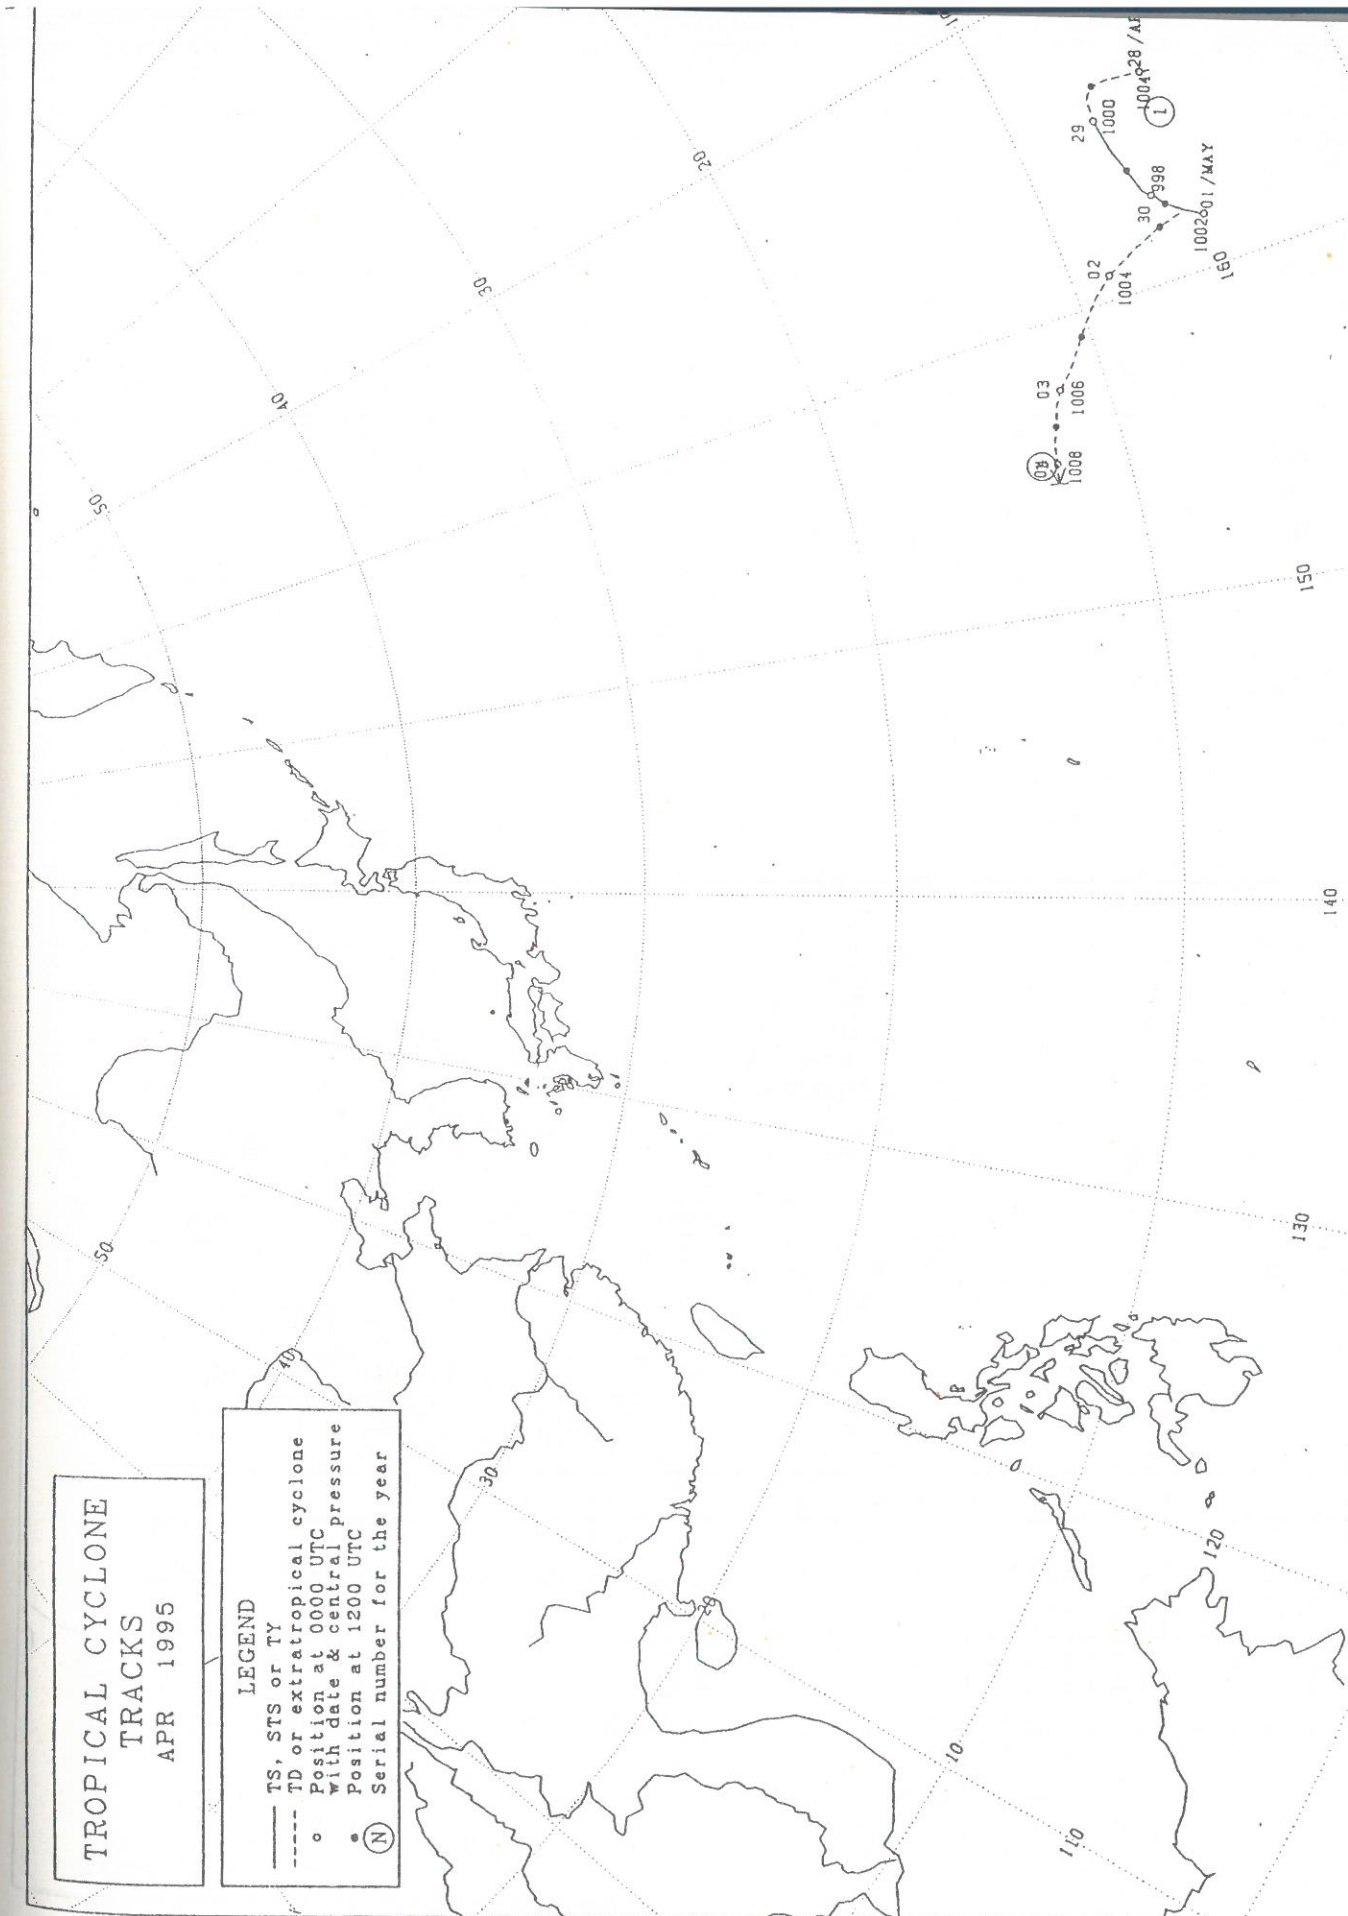 TROPICAL CYCLONE
TRACKS
APR 1995
LEGEND
TS, STS or TY
TD or extratropical cyclone
Position at 0000 UTC
with date & central pressure
Position at 1200 UTC
N Serial number for the year
50
40
30
20
10
110
120
130
140
150
160
50
40
30
20
28/A
1004
1
29
1000
30
998
01/MAY
1002
02
1004
03
1006
1008